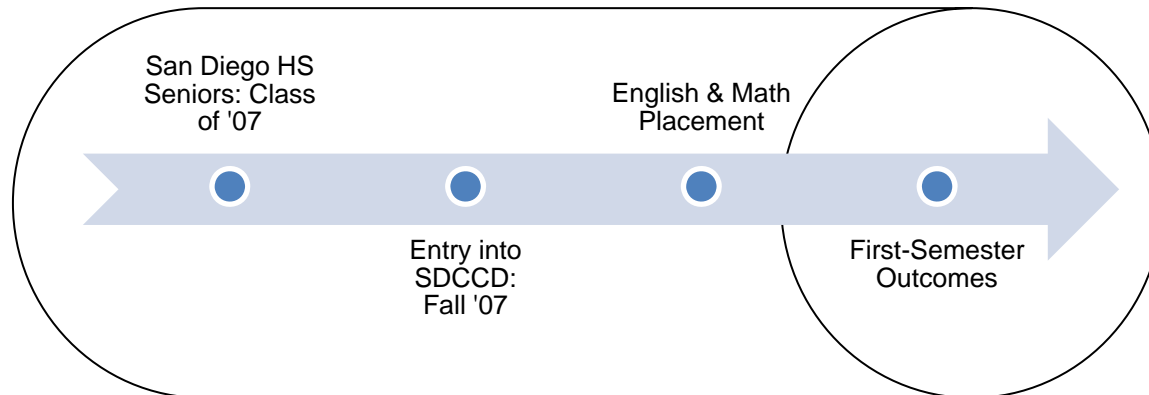 San Diego HS
Seniors: Class
of '07
Entry into
SDCCD:
Fall '07
English & Math
Placement
First-Semester
Outcomes